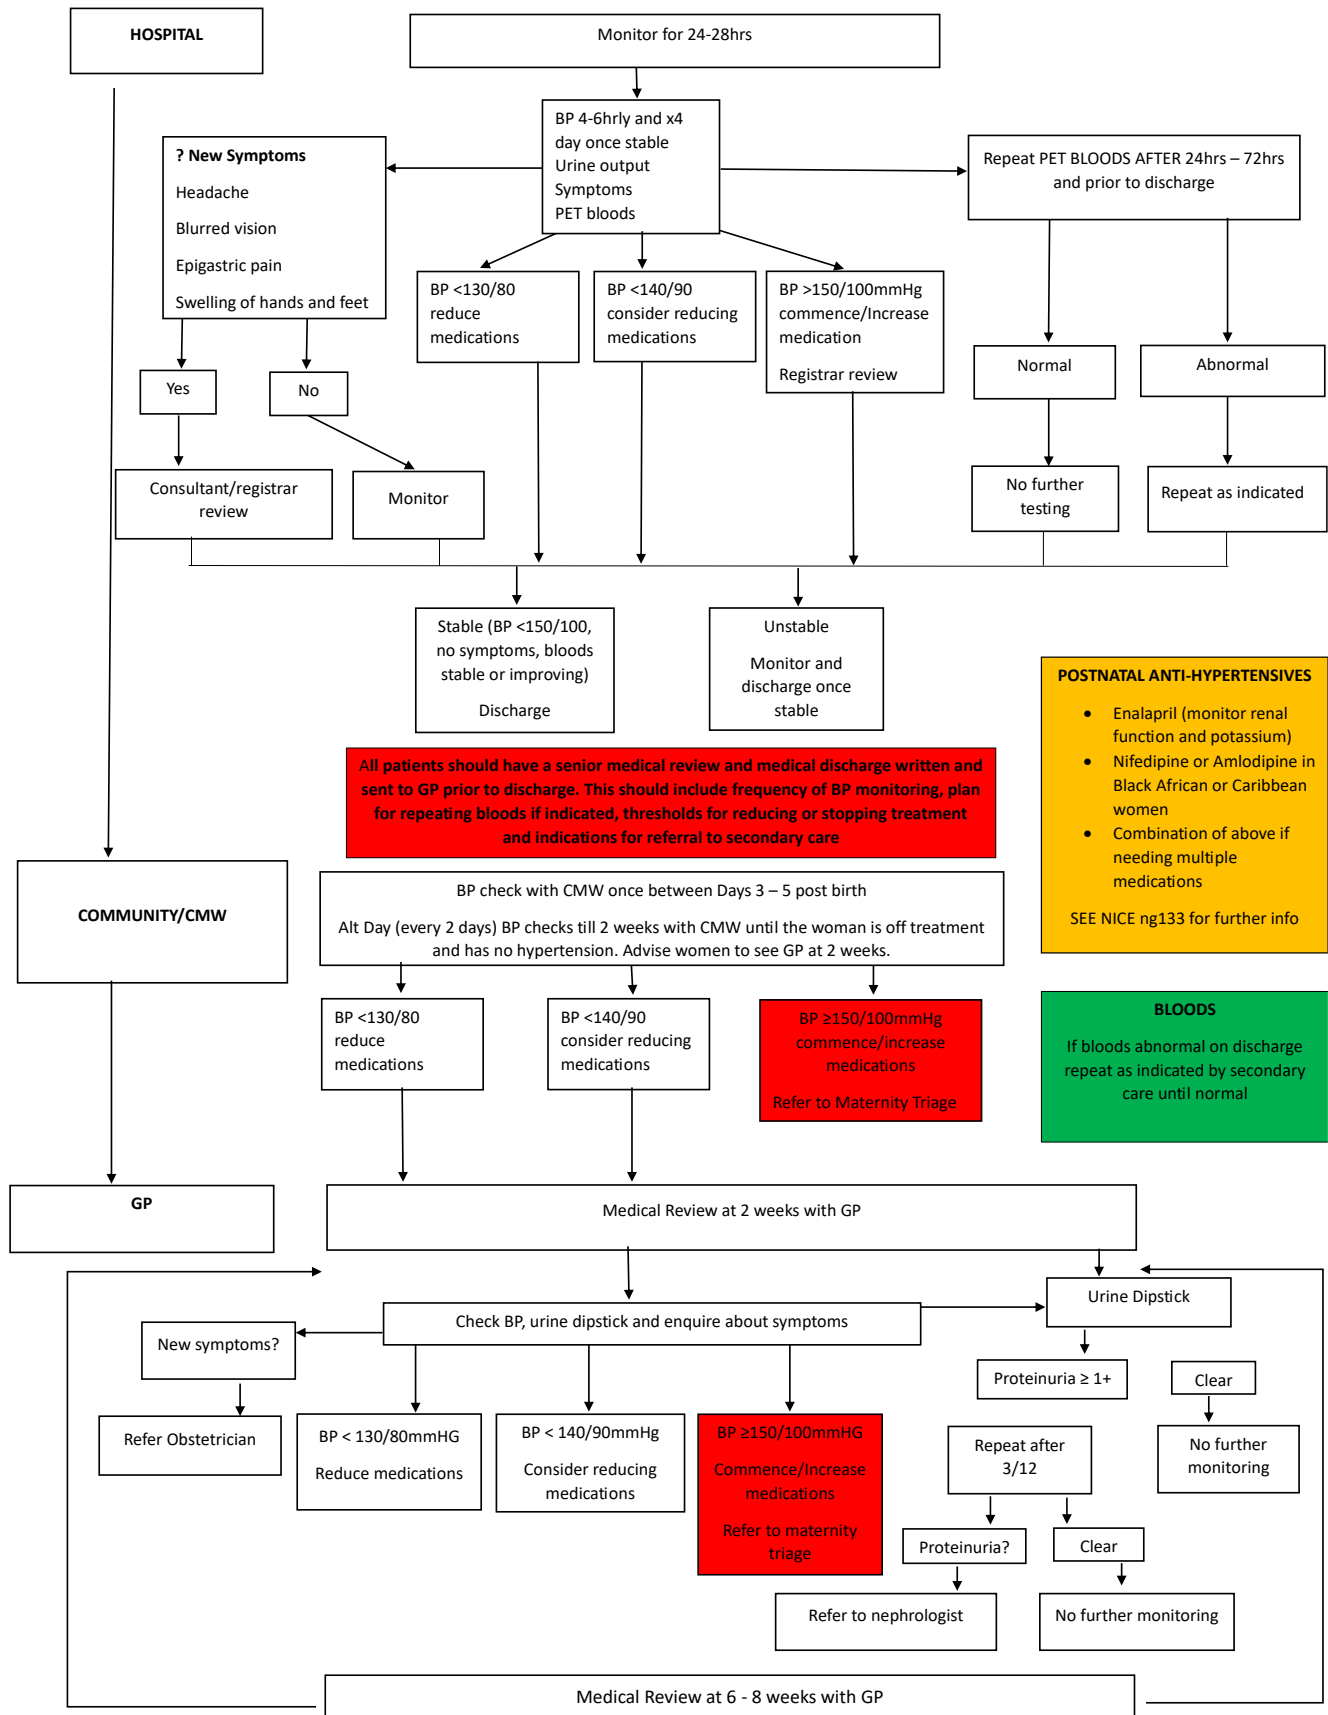 HOSPITAL
Monitor for 24-28hrs
BP 4-6hrly and x4
day once stable
Urine output
Symptoms
PET bloods
? New Symptoms
Headache
Blurred vision
Epigastric pain
Swelling of hands and feet
Repeat PET BLOODS AFTER 24hrs – 72hrs
and prior to discharge
BP <130/80
reduce
medications
BP <140/90
consider reducing
medications
BP >150/100mmHg
commence/Increase
medication
Registrar review
Normal
Abnormal
Yes
No
Consultant/registrar
review
Monitor
No further
testing
Repeat as indicated
Stable (BP <150/100,
no symptoms, bloods
stable or improving)
Discharge
Unstable
Monitor and
discharge once
stable
POSTNATAL ANTI-HYPERTENSIVES
• Enalapril (monitor renal
function and potassium)
• Nifedipine or Amlodipine in
Black African or Caribbean
women
• Combination of above if
needing multiple
medications
SEE NICE ng133 for further info
All patients should have a senior medical review and medical discharge written and
sent to GP prior to discharge. This should include frequency of BP monitoring, plan
for repeating bloods if indicated, thresholds for reducing or stopping treatment
and indications for referral to secondary care
COMMUNITY/CMW
BP check with CMW once between Days 3 – 5 post birth
Alt Day (every 2 days) BP checks till 2 weeks with CMW until the woman is off treatment
and has no hypertension. Advise women to see GP at 2 weeks.
BP <130/80
reduce
medications
BP <140/90
consider reducing
medications
BP ≥150/100mmHg
commence/increase
medications
Refer to Maternity Triage
BLOODS
If bloods abnormal on discharge
repeat as indicated by secondary
care until normal
GP
Medical Review at 2 weeks with GP
Urine Dipstick
Check BP, urine dipstick and enquire about symptoms
New symptoms?
Refer Obstetrician
BP < 130/80mmHG
Reduce medications
BP < 140/90mmHg
Consider reducing
medications
BP ≥150/100mmHG
Commence/Increase
medications
Refer to maternity
triage
Proteinuria ≥ 1+
Clear
Repeat after
3/12
No further
monitoring
Proteinuria?
Clear
Refer to nephrologist
No further monitoring
Medical Review at 6 - 8 weeks with GP